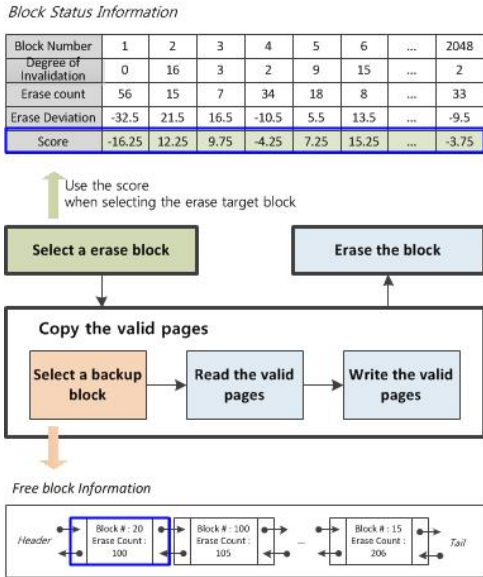 Block Status Information
Block Number 1 2 3 4 5 6 ... 2048
Degree of Invalidation 0 16 3 2 9 15 ... 2
Erase count 56 15 7 34 18 8 33
Erase Deviation -32.5 21.5 16.5 -10.5 5.5 13.5 ... -9.5
Score -16.25 12.25 9.75 -4.25 7.25 15.25 ... -3.75
Use the score
when selecting the erase target block
Select a erase block
Erase the block
Copy the valid pages
Select a backup
block
Read the valid
pages
Write the valid
pages
Free block Information
Header
Block # : 20
Erase Count :
100
Block # : 100
Erase Count :
105
...
Block # : 15
Erase Count :
206
Tail